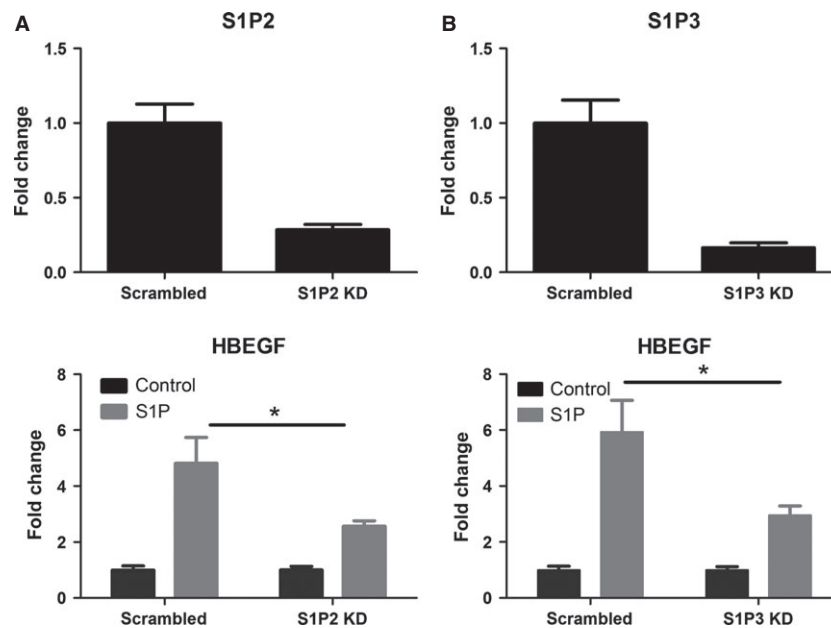 A
S1P2
Fold change
1.5
1.0
0.5
0.0
Scrambled
S1P2 KD
B
S1P3
Fold change
1.5
1.0
0.5
0.0
Scrambled
S1P3 KD
HBEGF
Fold change
8
6
4
2
0
Control
S1P
*
Scrambled
S1P2 KD
HBEGF
Fold change
8
6
4
2
0
Control
S1P
*
Scrambled
S1P3 KD